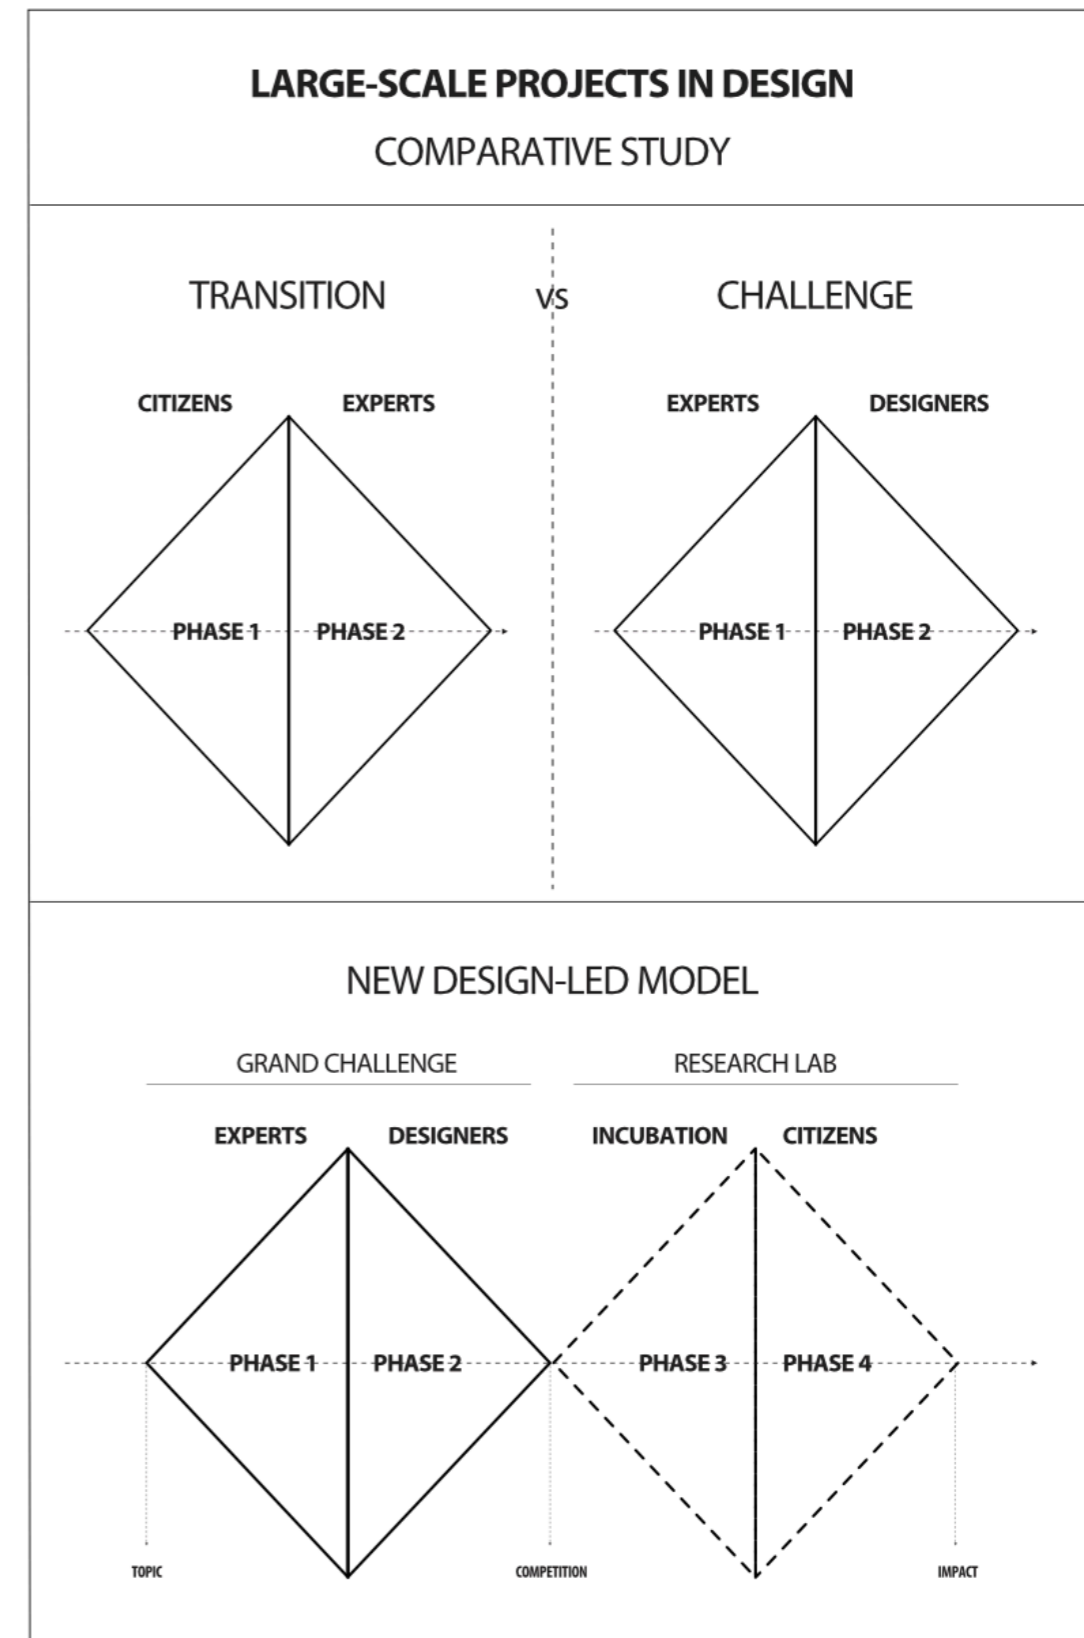 LARGE-SCALE PROJECTS IN DESIGN
COMPARATIVE STUDY
TRANSITION vs CHALLENGE
CITIZENS EXPERTS EXPERTS DESIGNERS
PHASE 1 PHASE 2 PHASE 1 PHASE 2
NEW DESIGN-LED MODEL
GRAND CHALLENGE RESEARCH LAB
EXPERTS DESIGNERS INCUBATION CITIZENS
PHASE 1 PHASE 2 PHASE 3 PHASE 4
TOPIC COMPETITION IMPACT